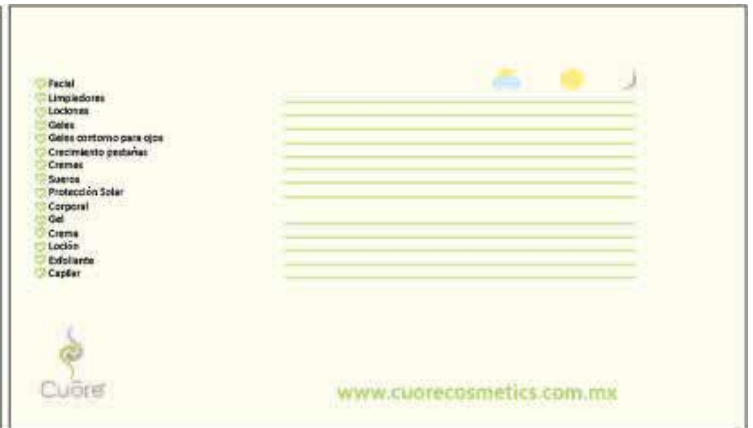 Facial
Limpiadores
Lociones
Geles
Geles contorno para ojos
Crecimiento pestañas
Cremas
Sueros
Protección Solar
Corporal
Gel
Crema
Loción
Exfoliante
Capilar
Cuōre
www.cuorecosmetics.com.mx